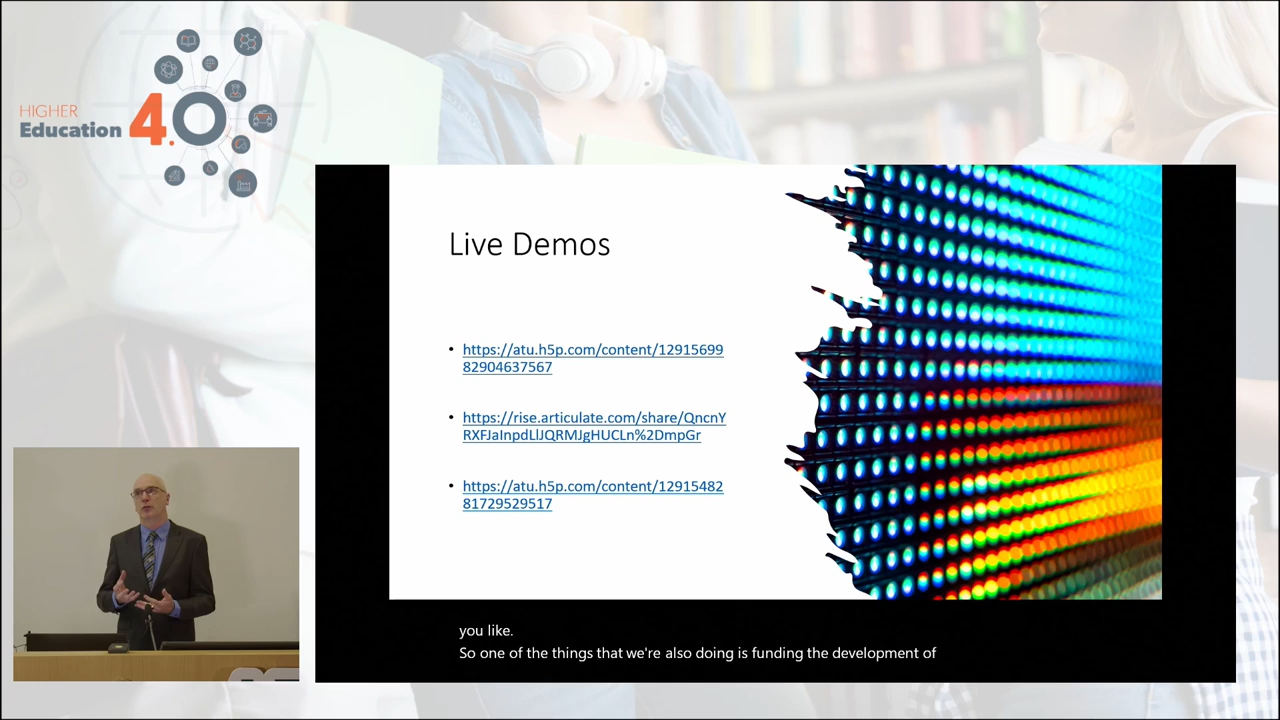 HIGHER
Education 4.0
Live Demos
• https://atu.h5p.com/content/12915699
82904637567
• https://rise.articulate.com/share/QncnY
RXFJaInpdLlJQRMJgHUCLn%2DmpGr
• https://atu.h5p.com/content/12915482
81729529517
you like.
So one of the things that we're also doing is funding the development of